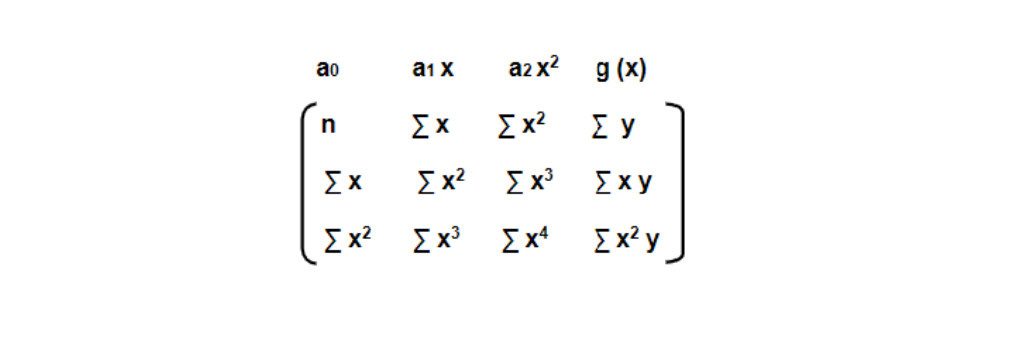 a₀ a₁ x a₂ x² g (x)
n ∑ x ∑ x² ∑ y
∑ x ∑ x² ∑ x³ ∑ x y
∑ x² ∑ x³ ∑ x⁴ ∑ x² y